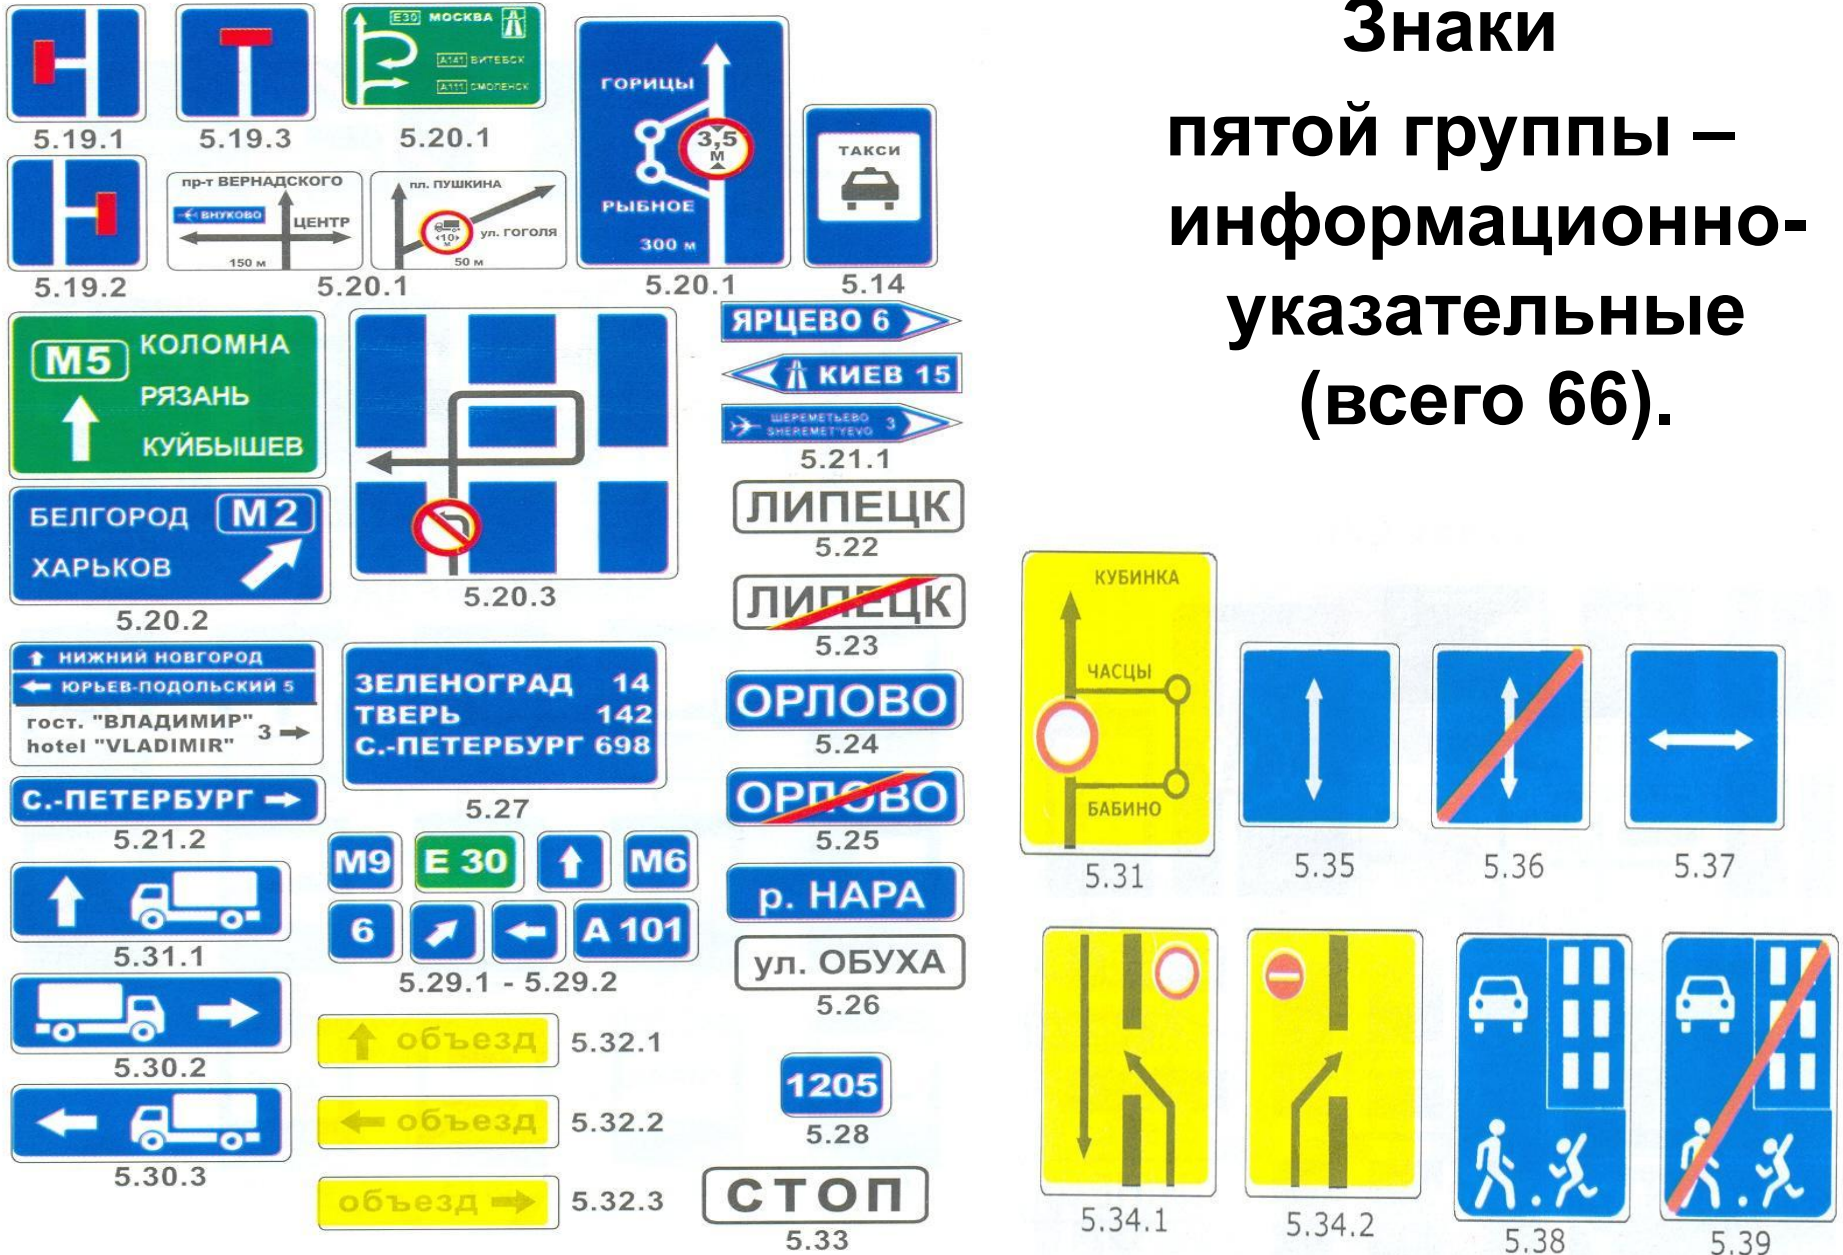 Знаки
пятой группы –
информационно-
указательные
(всего 66).
5.19.1
5.19.3
Е30 МОСКВА
А141 ВИТЕБСК
А111 СМОЛЕНСК
5.20.1
ГОРИЦЫ
3,5
М
РЫБНОЕ
300 м
5.20.1
ТАКСИ
5.14
5.19.2
пр-т ВЕРНАДСКОГО
ВНУКОВО
ЦЕНТР
150 м
пл. ПУШКИНА
10
м
ул. ГОГОЛЯ
50 м
5.20.1
М5
КОЛОМНА
РЯЗАНЬ
КУЙБЫШЕВ
БЕЛГОРОД М2
ХАРЬКОВ
5.20.2
5.20.3
ЯРЦЕВО 6
КИЕВ 15
ШЕРЕМЕТЬЕВО
SHEREMET'YEVO
3
5.21.1
ЛИПЕЦК
5.22
ЛИПЕЦК
5.23
НИЖНИЙ НОВГОРОД
ЮРЬЕВ-ПОДОЛЬСКИЙ 5
гост. "ВЛАДИМИР"
hotel "VLADIMIR"
3
С.-ПЕТЕРБУРГ
5.21.2
ЗЕЛЕНОГРАД 14
ТВЕРЬ 142
С.-ПЕТЕРБУРГ 698
5.27
ОРЛОВО
5.24
ОРЛОВО
5.25
5.31.1
5.30.2
5.30.3
М9
Е 30
М6
6
А 101
5.29.1 - 5.29.2
р. НАРА
ул. ОБУХА
5.26
объезд
5.32.1
объезд
5.32.2
объезд
5.32.3
1205
5.28
СТОП
5.33
КУБИНКА
ЧАСЦЫ
БАБИНО
5.31
5.35
5.36
5.37
5.34.1
5.34.2
5.38
5.39